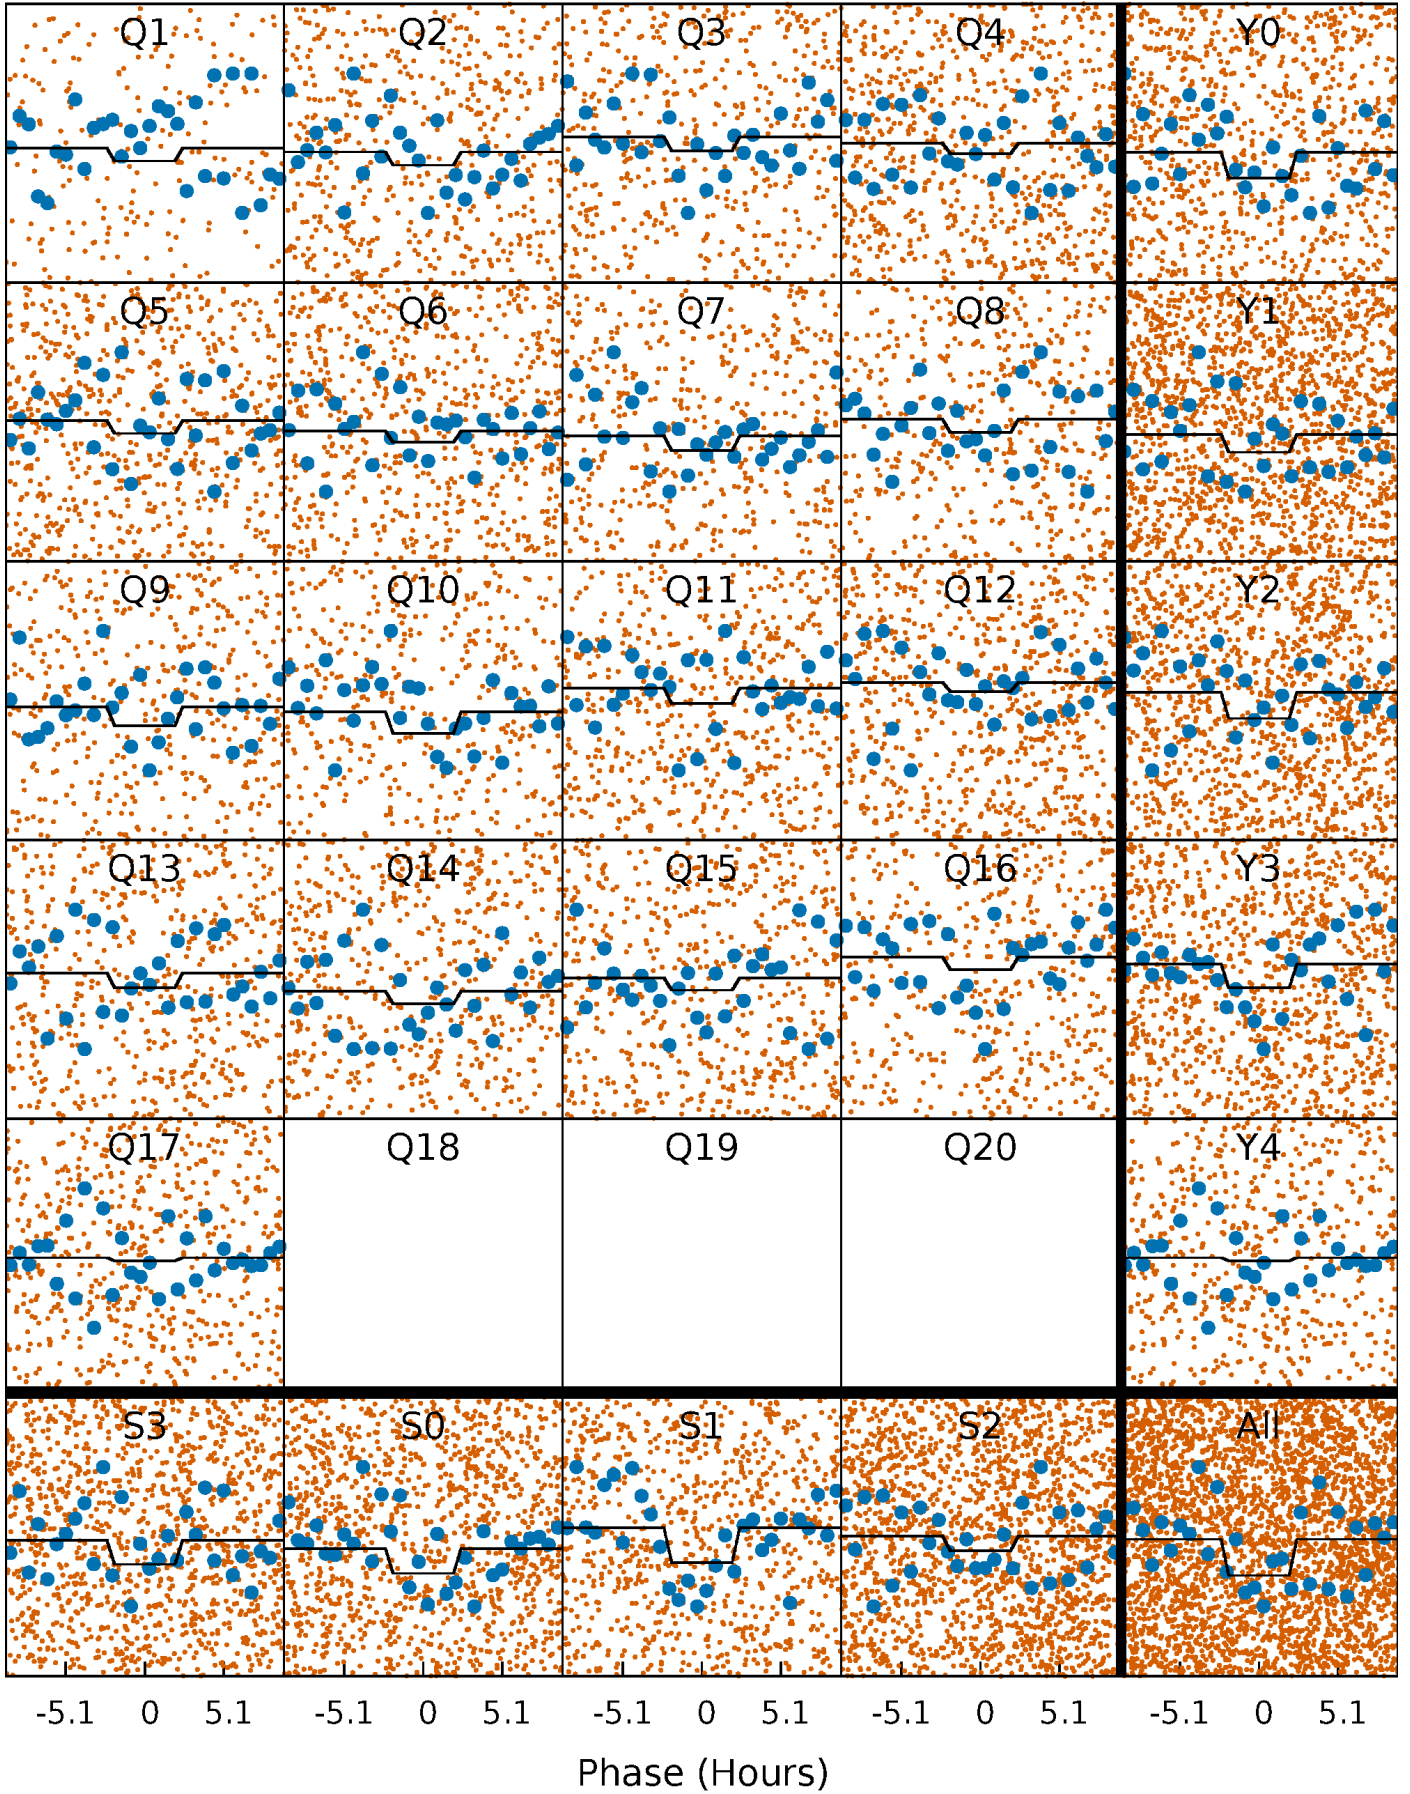 Q1 Q2 Q3 Q4 Y0
Q5 Q6 Q7 Q8 Y1
Q9 Q10 Q11 Q12 Y2
Q13 Q14 Q15 Q16 Y3
Q17 Q18 Q19 Q20 Y4
S3 S0 S1 S2 All
-5.1 0 5.1 -5.1 0 5.1 -5.1 0 5.1 -5.1 0 5.1 -5.1 0 5.1
Phase (Hours)